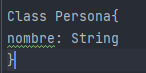 Class Persona{
nombre: String
}